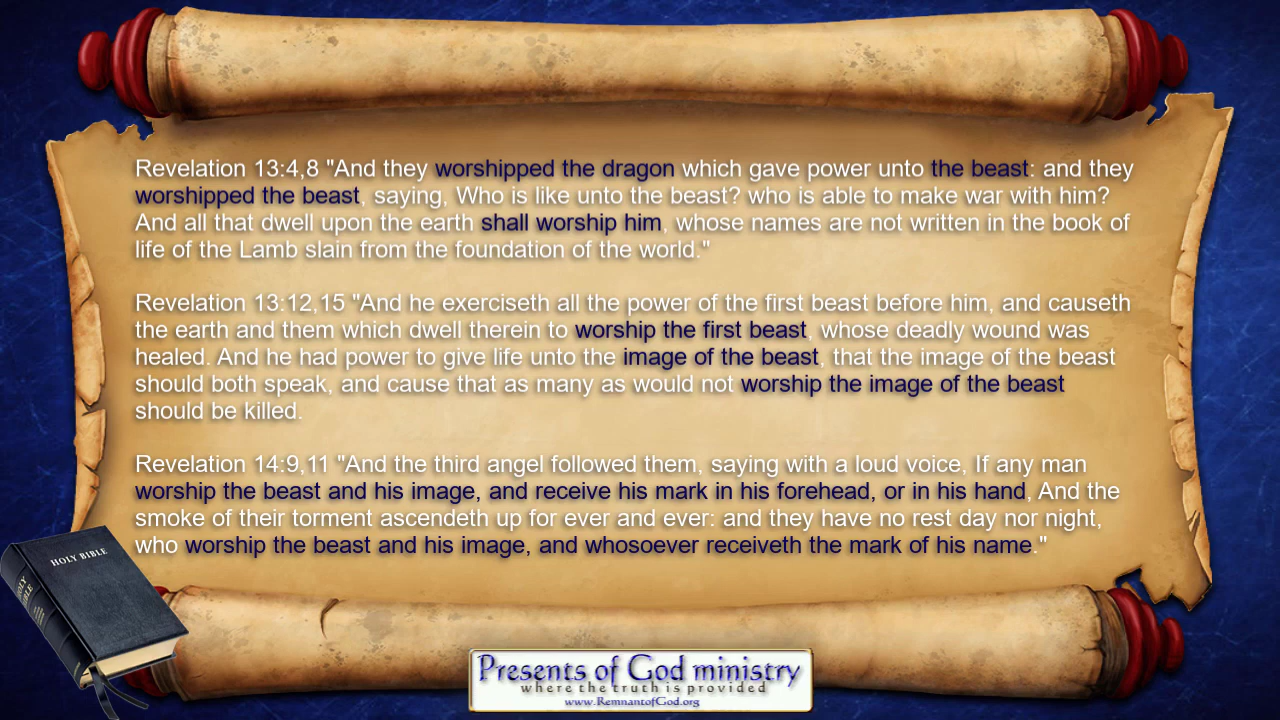 Revelation 13:4,8 "And they worshipped the dragon which gave power unto the beast: and they
worshipped the beast, saying, Who is like unto the beast? who is able to make war with him?
And all that dwell upon the earth shall worship him, whose names are not written in the book of
life of the Lamb slain from the foundation of the world."
Revelation 13:12,15 "And he exerciseth all the power of the first beast before him, and causeth
the earth and them which dwell therein to worship the first beast, whose deadly wound was
healed. And he had power to give life unto the image of the beast, that the image of the beast
should both speak, and cause that as many as would not worship the image of the beast
should be killed.
Revelation 14:9,11 "And the third angel followed them, saying with a loud voice, If any man
worship the beast and his image, and receive his mark in his forehead, or in his hand, And the
smoke of their torment ascendeth up for ever and ever: and they have no rest day nor night,
who worship the beast and his image, and whosoever receiveth the mark of his name."
HOLY BIBLE
HOLY
BIBLE
Presents of God ministry
where the truth is provided
www.RemnantofGod.org